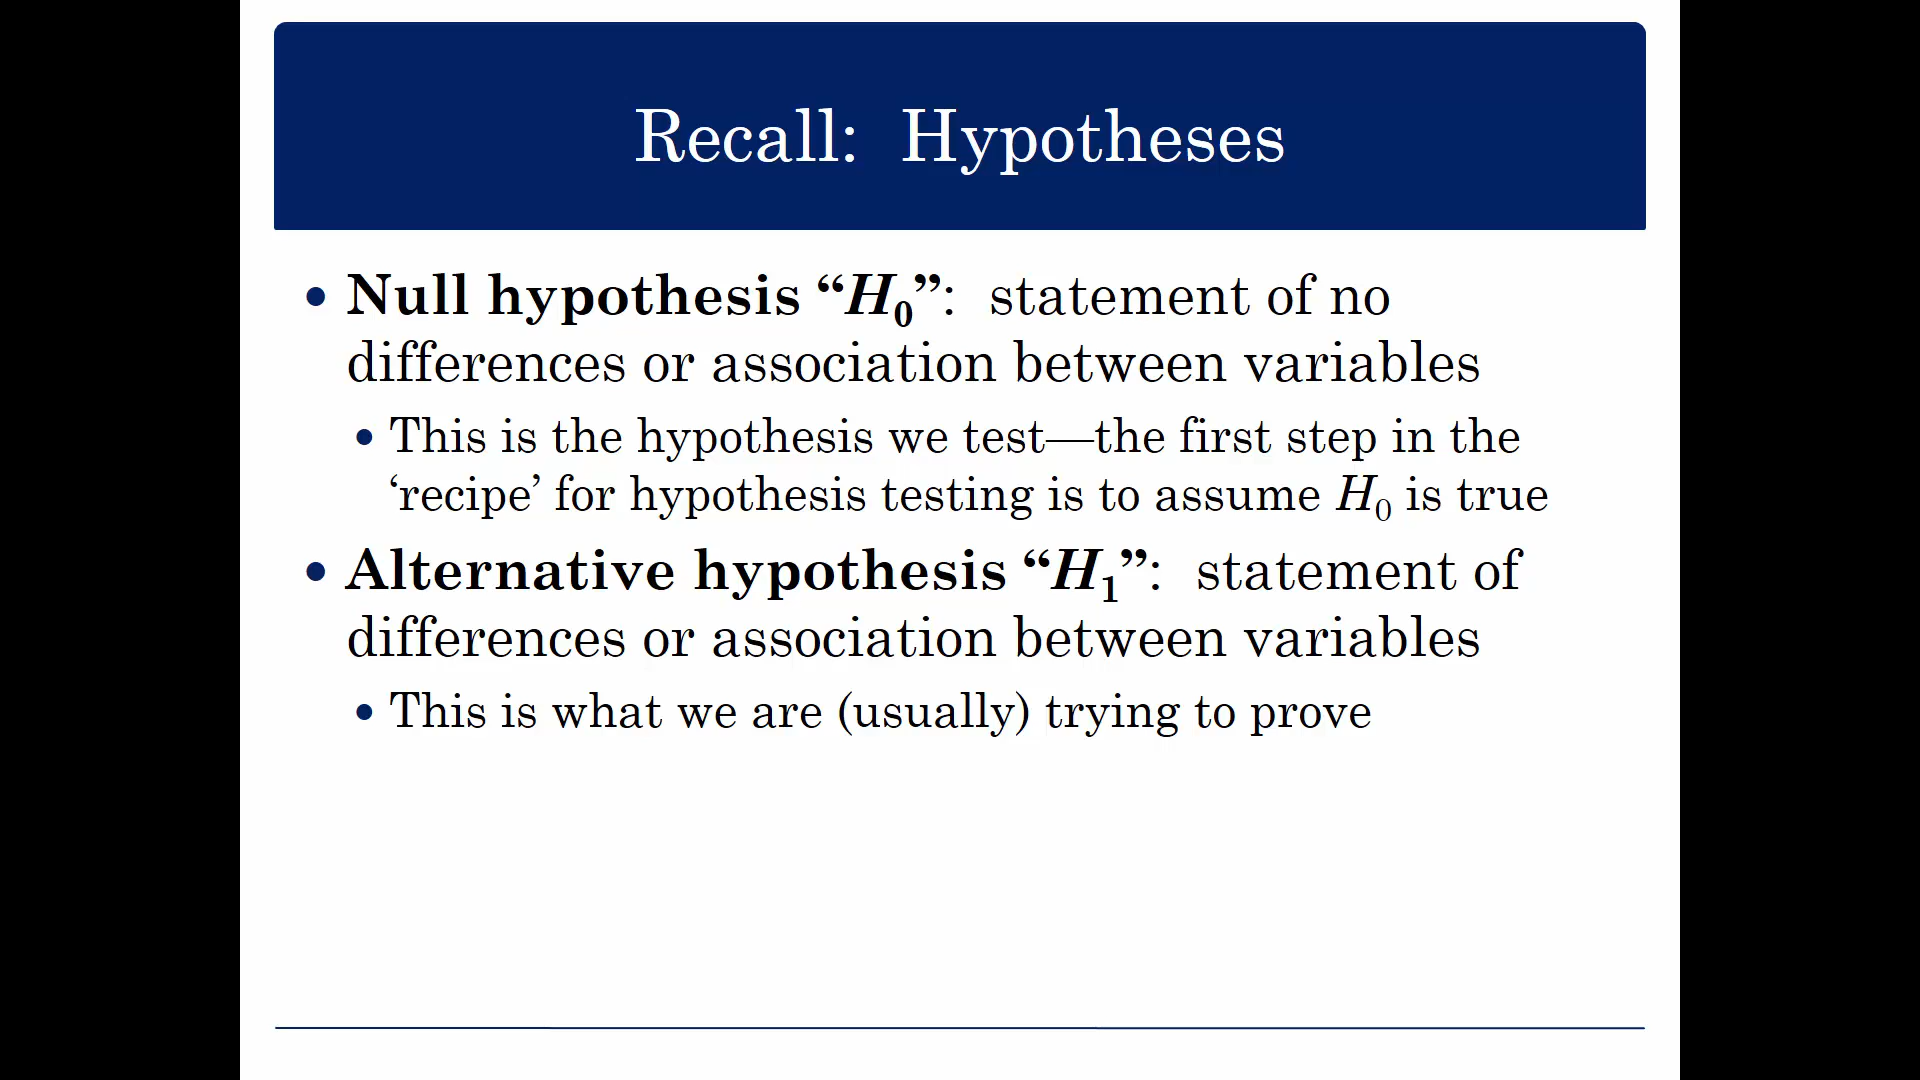 Recall: Hypotheses
• Null hypothesis “H₀”: statement of no
differences or association between variables
• This is the hypothesis we test—the first step in the
‘recipe’ for hypothesis testing is to assume H₀ is true
• Alternative hypothesis “H₁”: statement of
differences or association between variables
• This is what we are (usually) trying to prove